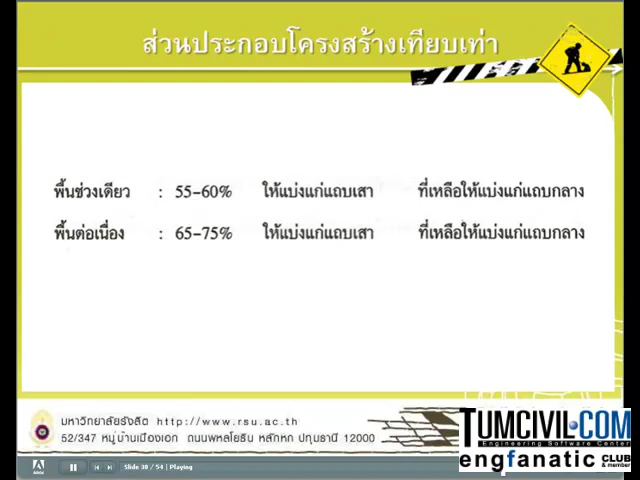 ส่วนประกอบโครงสร้างเทียบเท่า
พื้นช่วงเดียว : 55-60% ให้แบ่งแก่แถบเสา ที่เหลือให้แบ่งแก่แถบกลาง
พื้นต่อเนื่อง : 65-75% ให้แบ่งแก่แถบเสา ที่เหลือให้แบ่งแก่แถบกลาง
มหาวิทยาลัยรังสิต http://www.rsu.ac.th
52/347 หมู่บ้านเมืองเอก ถนนพหลโยธิน หลักหก ปทุมธานี 12000
TUMCIVIL.COM
Engineering Software Center
engfanatic CLUB & member
Adobe
Slide 38 / 54 | Playing